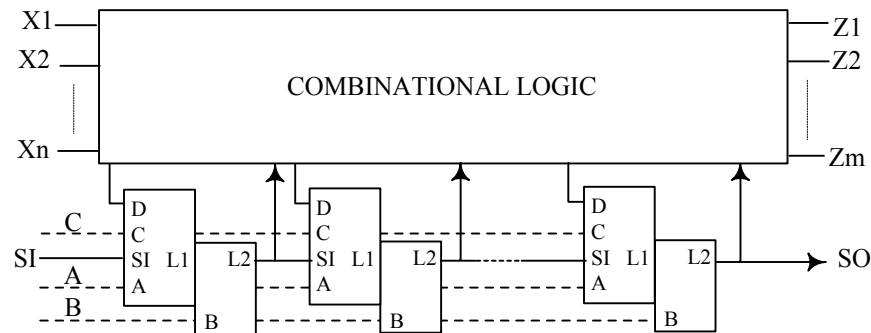 X1
Z1
X2
Z2
COMBINATIONAL LOGIC
Xn
Zm
D
D
D
C
C
C
C
SI
SI
L1
L2
SI
L1
L2
SI
L1
L2
SO
A
A
A
A
B
B
B
B